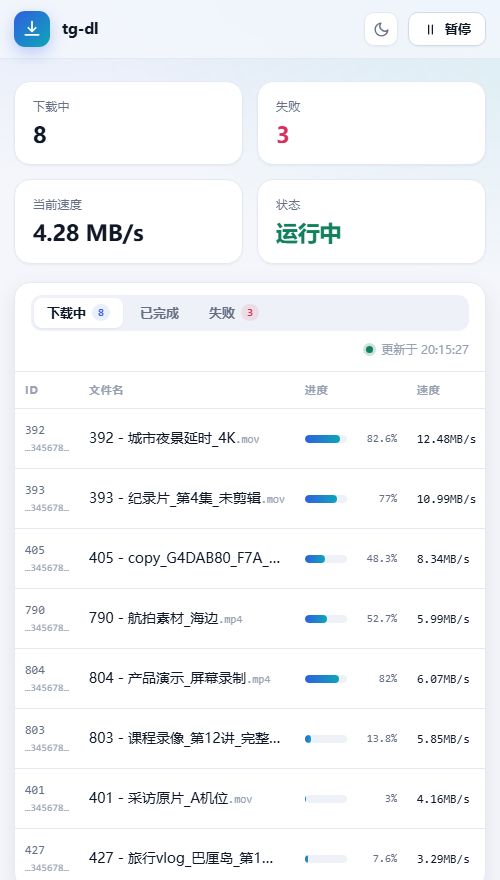 tg-dl
暂停
下载中
8
失败
3
当前速度
4.28 MB/s
状态
运行中
下载中 8 已完成 失败 3
更新于 20:15:27
ID 文件名 进度 速度
392
…345678…
392 - 城市夜景延时_4K.mov 82.6% 12.48MB/s
393
…345678…
393 - 纪录片_第4集_未剪辑.mov 77% 10.99MB/s
405
…345678…
405 - copy_G4DAB80_F7A_... 48.3% 8.34MB/s
790
…345678…
790 - 航拍素材_海边.mp4 52.7% 5.99MB/s
804
…345678…
804 - 产品演示_屏幕录制.mp4 82% 6.07MB/s
803
…345678…
803 - 课程录像_第12讲_完整... 13.8% 5.85MB/s
401
…345678…
401 - 采访原片_A机位.mov 3% 4.16MB/s
427
…345678…
427 - 旅行vlog_巴厘岛_第1... 7.6% 3.29MB/s